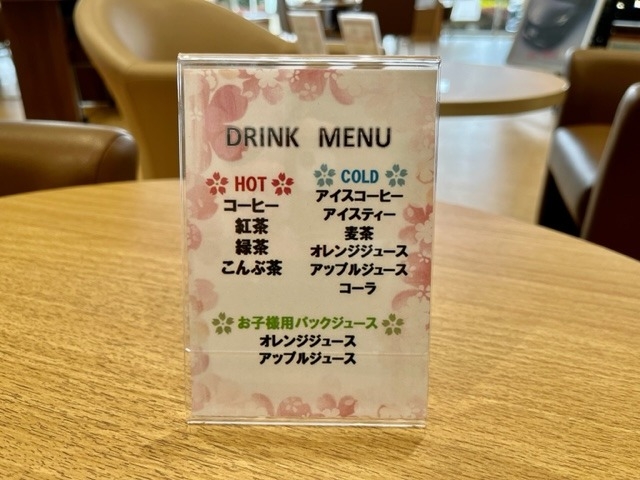 DRINK MENU
HOT
コーヒー
紅茶
緑茶
こんぶ茶
COLD
アイスコーヒー
アイスティー
麦茶
オレンジジュース
アップルジュース
コーラ
お子様用パックジュース
オレンジジュース
アップルジュース